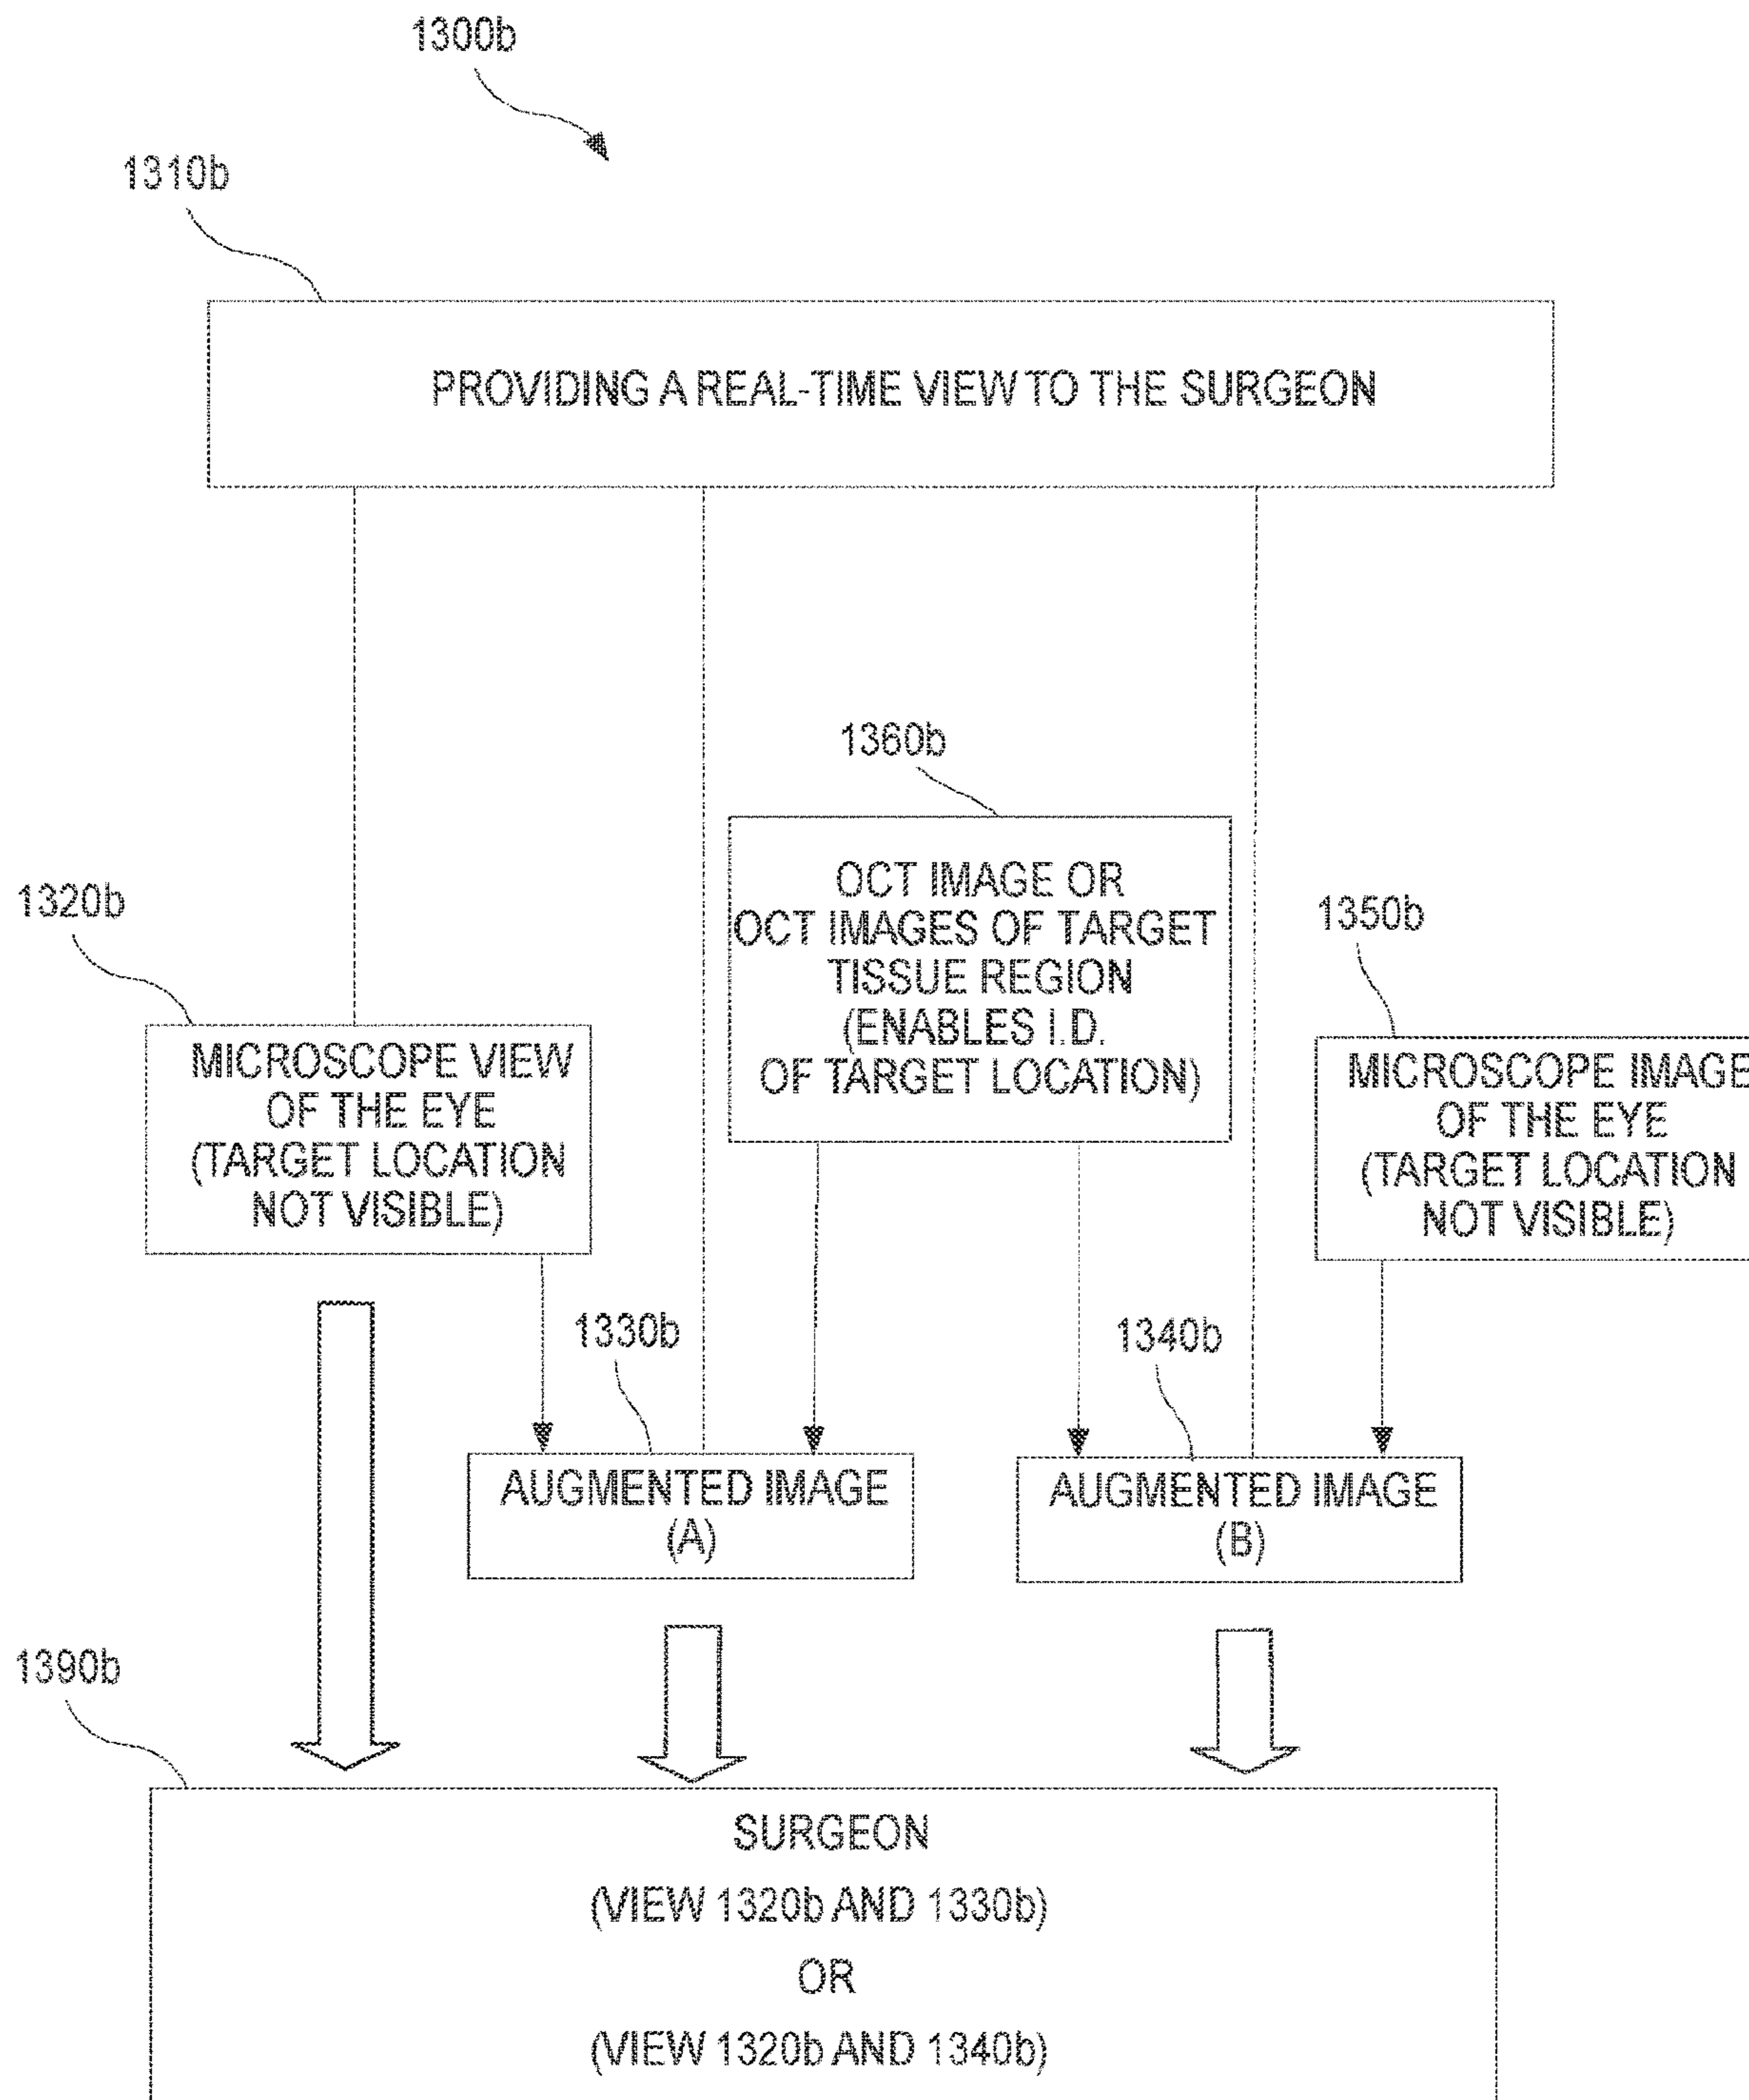 1300b
1310b
PROVIDING A REAL-TIME VIEW TO THE SURGEON
1360b
OCT IMAGE OR
OCT IMAGES OF TARGET
TISSUE REGION
(ENABLES I.D.
OF TARGET LOCATION)
1320b
MICROSCOPE VIEW
OF THE EYE
(TARGET LOCATION
NOT VISIBLE)
1350b
MICROSCOPE IMAGE
OF THE EYE
(TARGET LOCATION
NOT VISIBLE)
1330b
AUGMENTED IMAGE
(A)
1340b
AUGMENTED IMAGE
(B)
1390b
SURGEON
(VIEW 1320b AND 1330b)
OR
(VIEW 1320b AND 1340b)